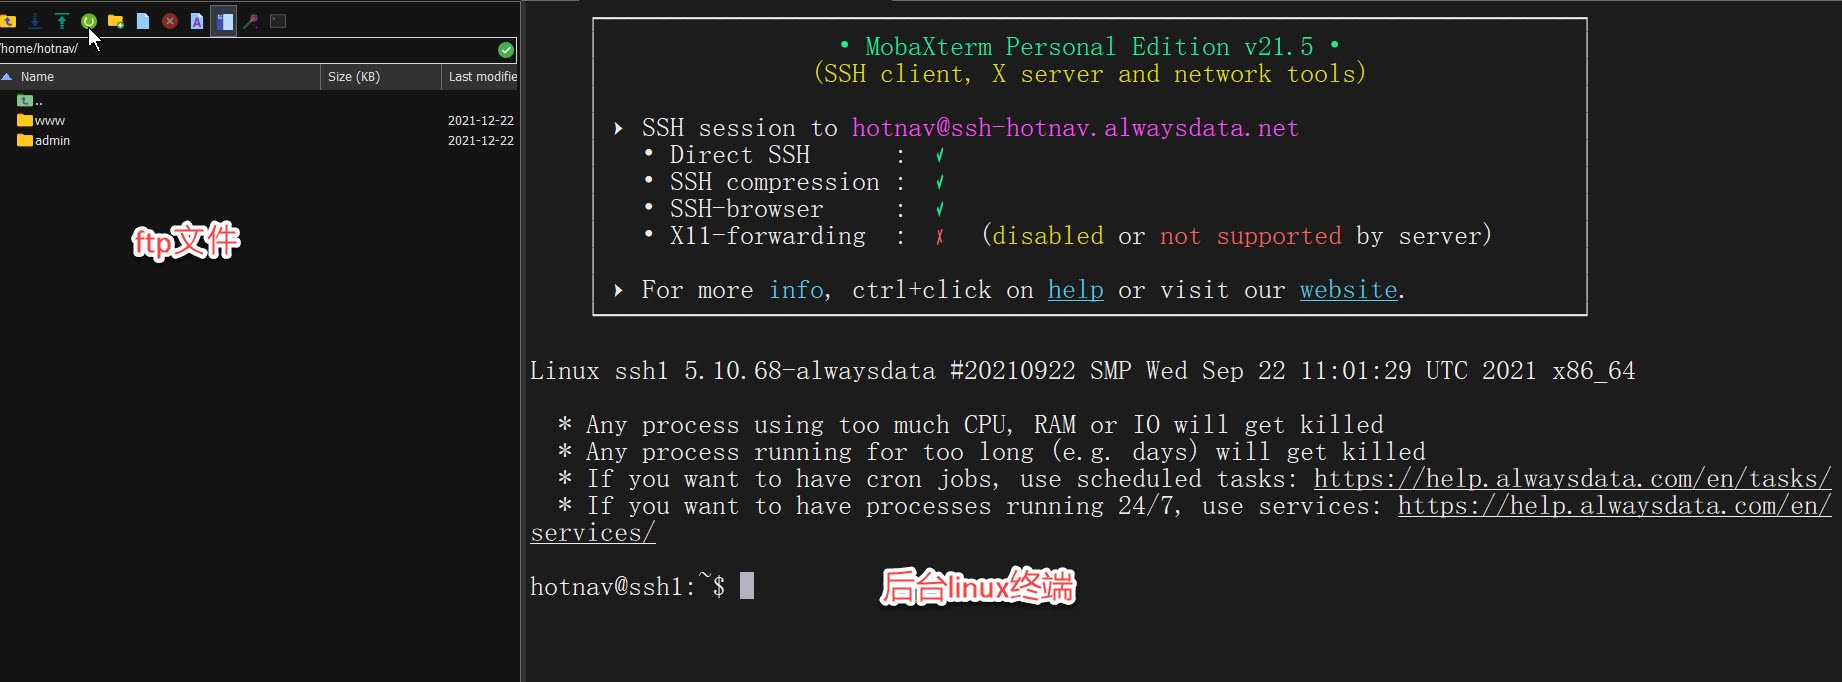 /home/hotnav/
Name Size (KB) Last modifie
..
www 2021-12-22
admin 2021-12-22
ftp文件
• MobaXterm Personal Edition v21.5 •
(SSH client, X server and network tools)
SSH session to hotnav@ssh-hotnav.alwaysdata.net
• Direct SSH : √
• SSH compression : √
• SSH-browser : √
• X11-forwarding : ✗ (disabled or not supported by server)
For more info, ctrl+click on help or visit our website.
Linux ssh1 5.10.68-alwaysdata #20210922 SMP Wed Sep 22 11:01:29 UTC 2021 x86_64
* Any process using too much CPU, RAM or IO will get killed
* Any process running for too long (e.g. days) will get killed
* If you want to have cron jobs, use scheduled tasks: https://help.alwaysdata.com/en/tasks/
* If you want to have processes running 24/7, use services: https://help.alwaysdata.com/en/
services/
hotnav@ssh1:~$
后台linux终端